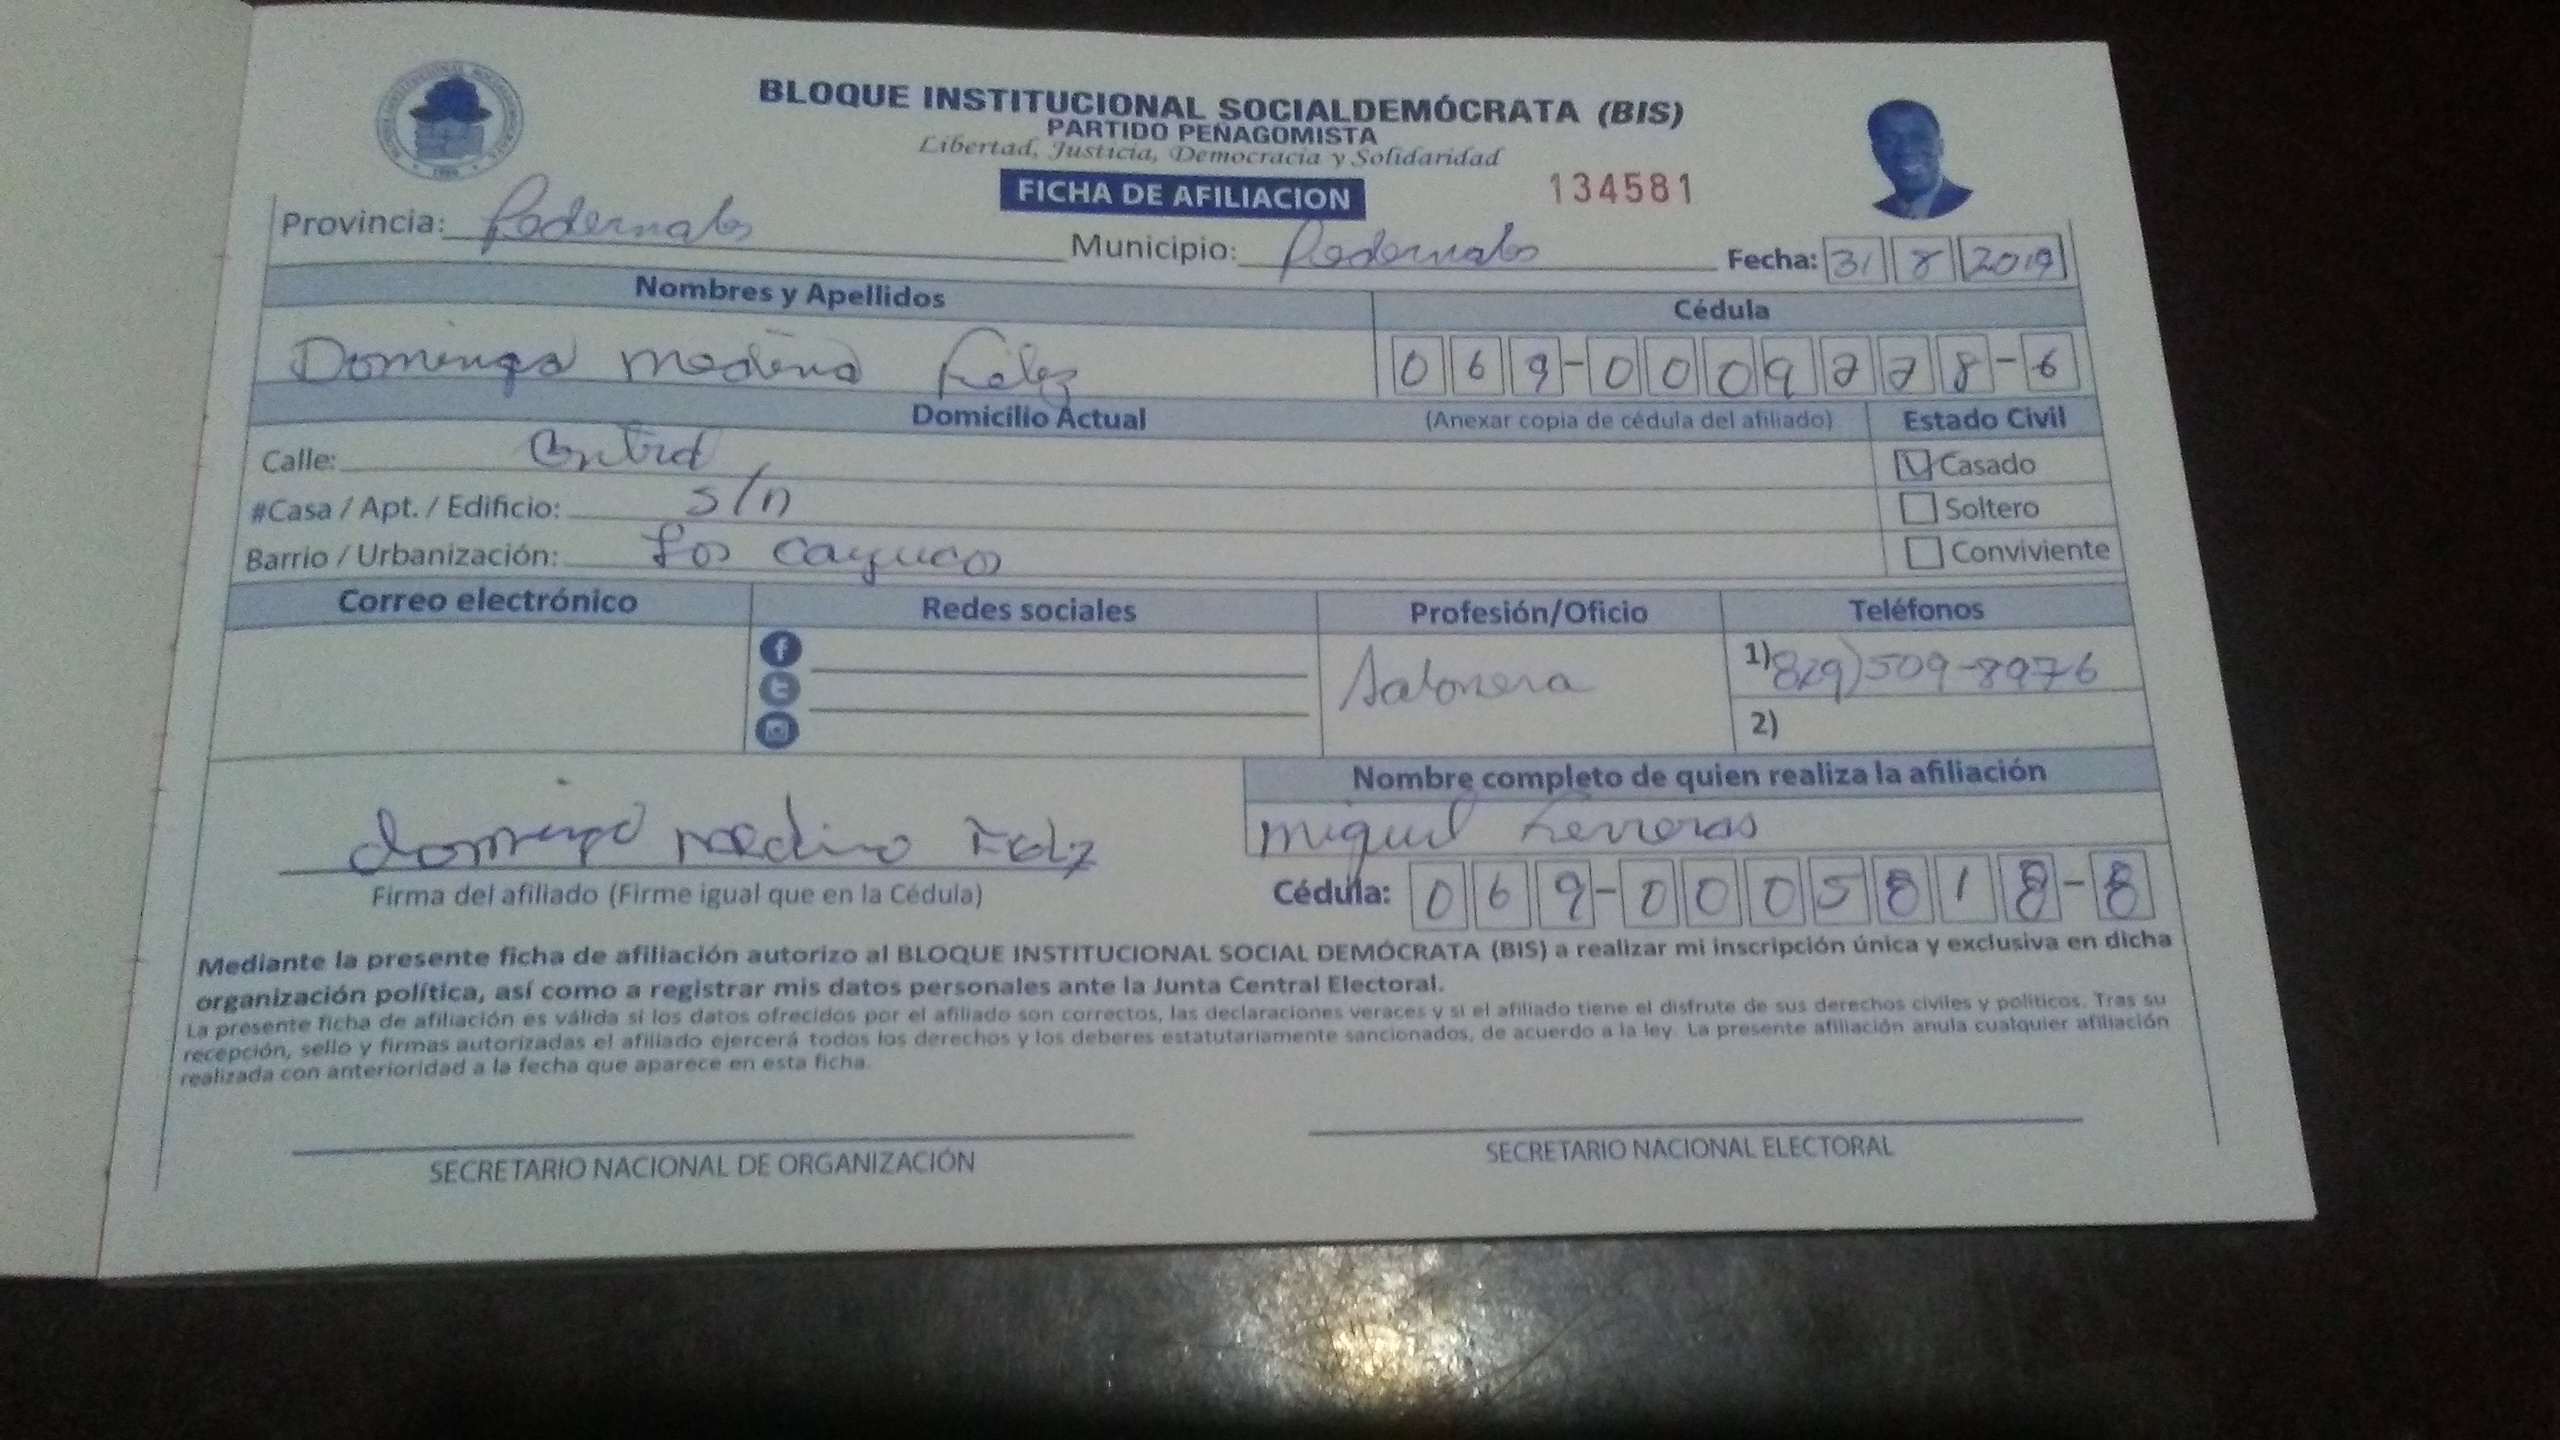 BLOQUE INSTITUCIONAL SOCIALDEMÓCRATA (BIS)
PARTIDO PEÑAGOMISTA
Libertad, Justicia, Democracia y Solidaridad
FICHA DE AFILIACION
134581
Provincia: Pedernales
Municipio: Pedernales
Fecha: 31 8 2019
Nombres y Apellidos
Cédula
Dominga Medina Feliz
069-000977 8-6
Domicilio Actual
(Anexar copia de cédula del afiliado)
Estado Civil
Calle: Central
Casado
#Casa / Apt. / Edificio: s/n
Soltero
Barrio / Urbanización: Los cayucos
Conviviente
Correo electrónico
Redes sociales
Profesión/Oficio
Teléfonos
Salonera
1) 829) 509-8976
2)
Nombre completo de quien realiza la afiliación
Miguel Ferreras
domingo medina Feliz
Firma del afiliado (Firme igual que en la Cédula)
Cédula: 069-0005818-8
Mediante la presente ficha de afiliación autorizo al BLOQUE INSTITUCIONAL SOCIAL DEMÓCRATA (BIS) a realizar mi inscripción única y exclusiva en dicha
organización política, así como a registrar mis datos personales ante la Junta Central Electoral.
La presente ficha de afiliación es válida si los datos ofrecidos por el afiliado son correctos, las declaraciones veraces y si el afiliado tiene el disfrute de sus derechos civiles y políticos. Tras su
recepción, sello y firmas autorizadas el afiliado ejercerá todos los derechos y los deberes estatutariamente sancionados, de acuerdo a la ley. La presente afiliación anula cualquier afiliación
realizada con anterioridad a la fecha que aparece en esta ficha.
SECRETARIO NACIONAL DE ORGANIZACIÓN
SECRETARIO NACIONAL ELECTORAL